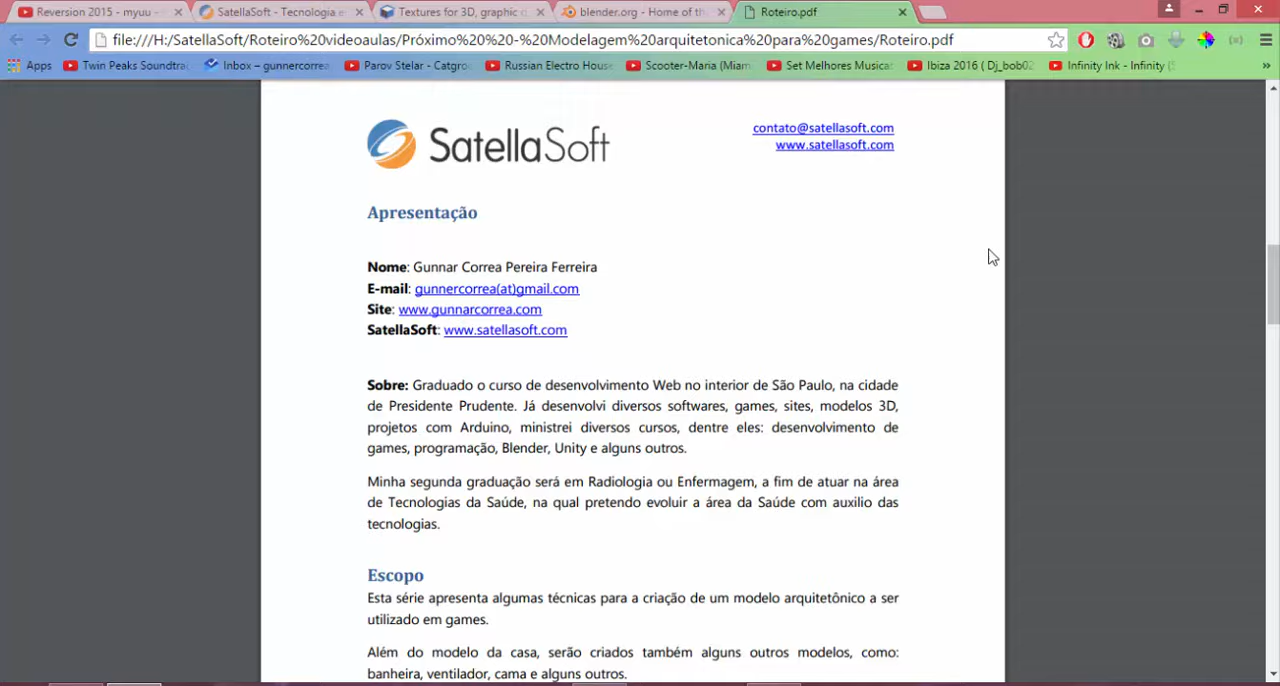 Reversion 2015 - myuu - SatellaSoft - Tecnologia e Textures for 3D, graphic blender.org - Home of th Roteiro.pdf
file:///H:/SatellaSoft/Roteiro%20videoaulas/Próximo%20%20-%20Modelagem%20arquitetonica%20para%20games/Roteiro.pdf
Apps Twin Peaks Soundtra Inbox – gunnercorrea Parov Stelar - Catgro Russian Electro House Scooter-Maria (Miam Set Melhores Musica Ibiza 2016 ( Dj_bob02 Infinity Ink - Infinity ( »
SatellaSoft
contato@satellasoft.com
www.satellasoft.com
Apresentação
Nome: Gunnar Correa Pereira Ferreira
E-mail: gunnercorrea(at)gmail.com
Site: www.gunnarcorrea.com
SatellaSoft: www.satellasoft.com
Sobre: Graduado o curso de desenvolvimento Web no interior de São Paulo, na cidade
de Presidente Prudente. Já desenvolvi diversos softwares, games, sites, modelos 3D,
projetos com Arduino, ministrei diversos cursos, dentre eles: desenvolvimento de
games, programação, Blender, Unity e alguns outros.
Minha segunda graduação será em Radiologia ou Enfermagem, a fim de atuar na área
de Tecnologias da Saúde, na qual pretendo evoluir a área da Saúde com auxilio das
tecnologias.
Escopo
Esta série apresenta algumas técnicas para a criação de um modelo arquitetônico a ser
utilizado em games.
Além do modelo da casa, serão criados também alguns outros modelos, como:
banheira, ventilador, cama e alguns outros.